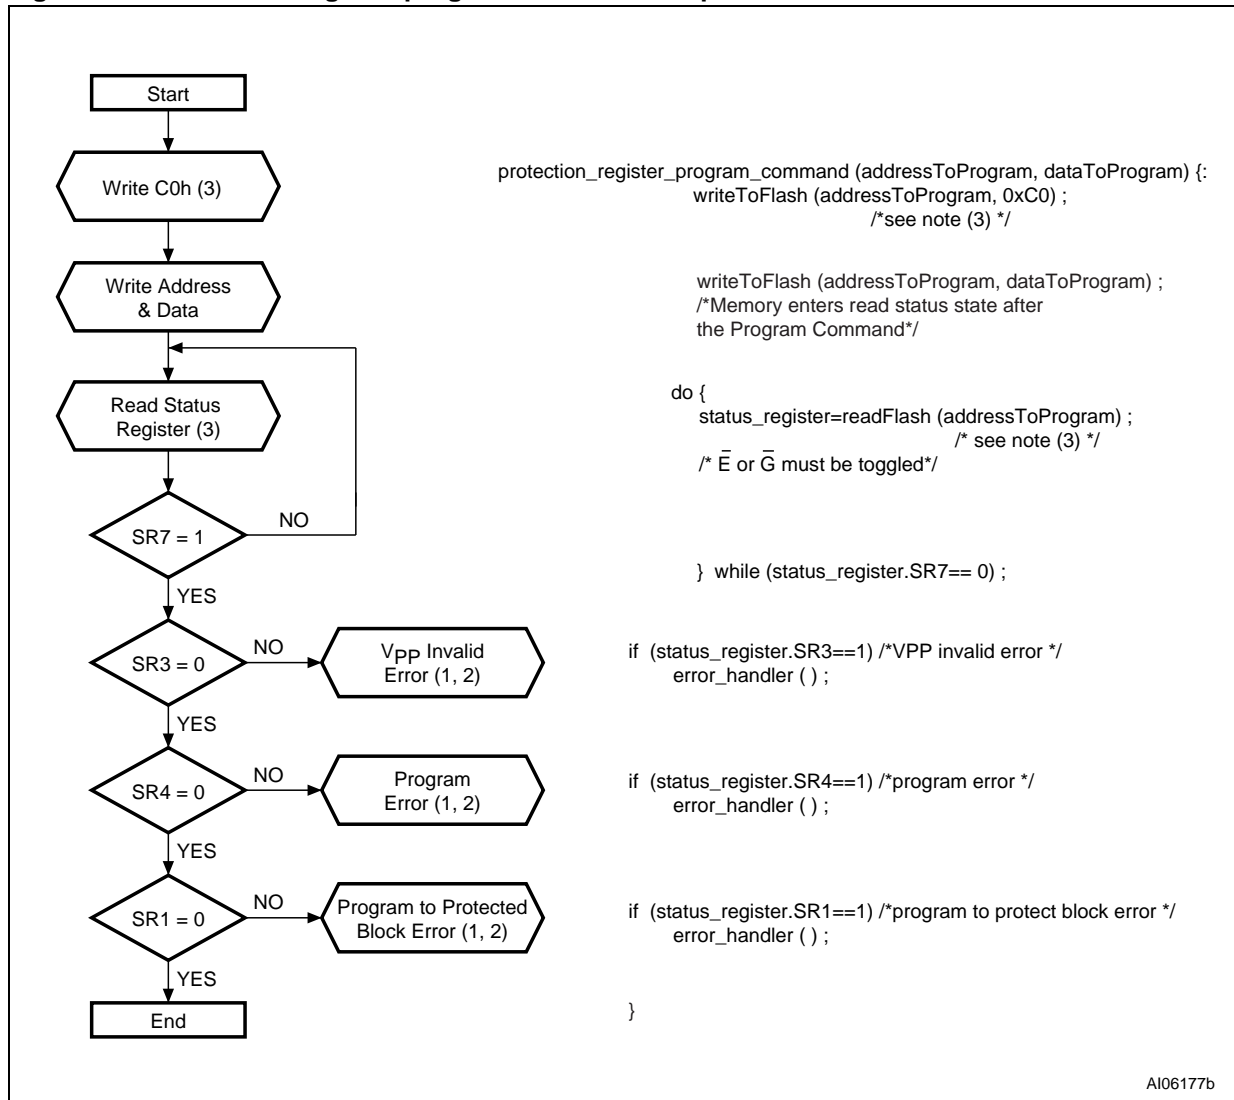 Start
Write C0h (3)
Write Address
& Data
Read Status
Register (3)
SR7 = 1
NO
YES
SR3 = 0
NO
VPP Invalid
Error (1, 2)
YES
SR4 = 0
NO
Program
Error (1, 2)
YES
SR1 = 0
NO
Program to Protected
Block Error (1, 2)
YES
End
protection_register_program_command (addressToProgram, dataToProgram) {:
writeToFlash (addressToProgram, 0xC0) ;
/*see note (3) */
writeToFlash (addressToProgram, dataToProgram) ;
/*Memory enters read status state after
the Program Command*/
do {
status_register=readFlash (addressToProgram) ;
/* see note (3) */
/* E̅ or G̅ must be toggled*/
} while (status_register.SR7== 0) ;
if (status_register.SR3==1) /*VPP invalid error */
error_handler ( ) ;
if (status_register.SR4==1) /*program error */
error_handler ( ) ;
if (status_register.SR1==1) /*program to protect block error */
error_handler ( ) ;
}
AI06177b